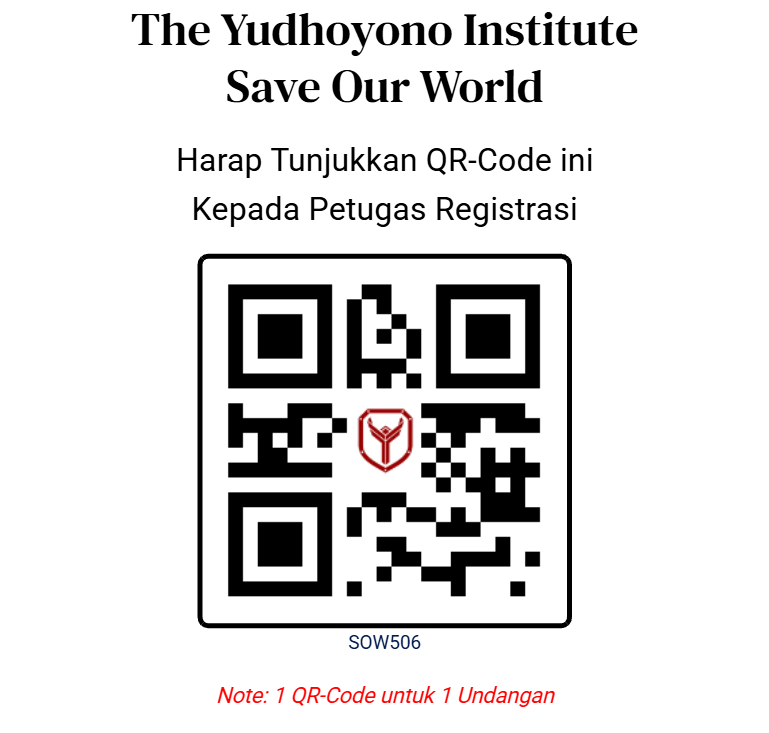 The Yudhoyono Institute
Save Our World
Harap Tunjukkan QR-Code ini
Kepada Petugas Registrasi
SOW506
Note: 1 QR-Code untuk 1 Undangan